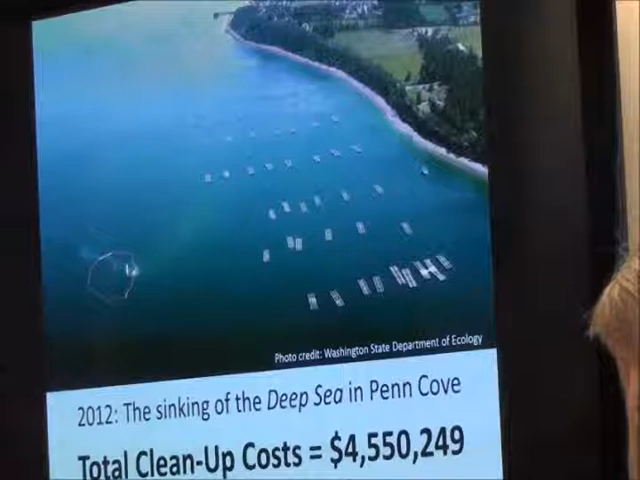 Photo credit: Washington State Department of Ecology
2012: The sinking of the Deep Sea in Penn Cove
Total Clean-Up Costs = $4,550,249